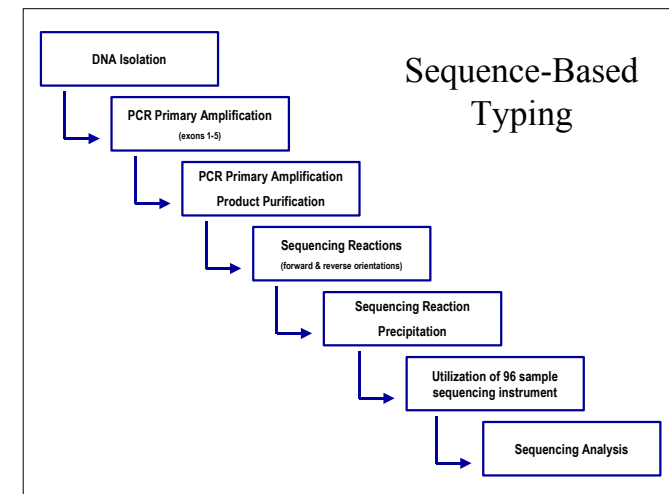 Sequence-Based
Typing
DNA Isolation
PCR Primary Amplification
(exons 1-5)
PCR Primary Amplification
Product Purification
Sequencing Reactions
(forward & reverse orientations)
Sequencing Reaction
Precipitation
Utilization of 96 sample
sequencing instrument
Sequencing Analysis